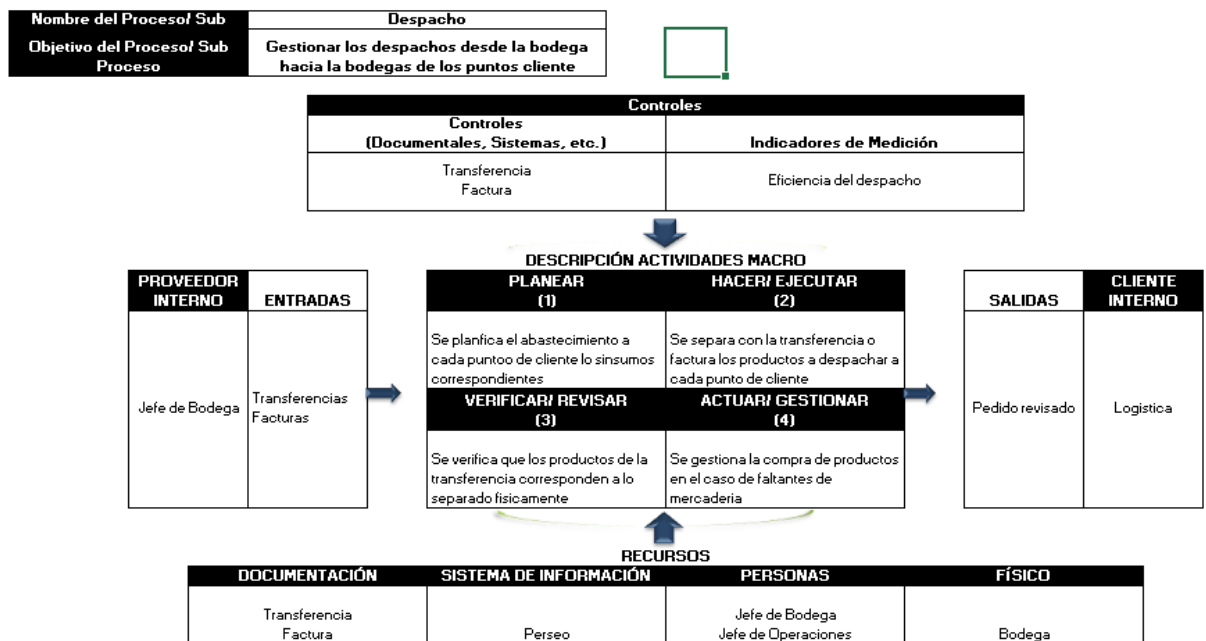 Nombre del Proceso/ Sub
Despacho
Objetivo del Proceso/ Sub
Proceso
Gestionar los despachos desde la bodega
hacia la bodegas de los puntos cliente
Controles
Controles
(Documentales, Sistemas, etc.)
Indicadores de Medición
Transferencia
Factura
Eficiencia del despacho
DESCRIPCIÓN ACTIVIDADES MACRO
PROVEEDOR
INTERNO
ENTRADAS
Jefe de Bodega
Transferencias
Facturas
PLANEAR
(1)
Se planfica el abastecimiento a
cada puntoo de cliente lo sinsumos
correspondientes
HACER/ EJECUTAR
(2)
Se separa con la transferencia o
factura los productos a despachar a
cada punto de cliente
VERIFICAR/ REVISAR
(3)
Se verifica que los productos de la
transferencia corresponden a lo
separado fisicamente
ACTUAR/ GESTIONAR
(4)
Se gestiona la compra de productos
en el caso de faltantes de
mercaderia
SALIDAS
CLIENTE
INTERNO
Pedido revisado
Logistica
RECURSOS
DOCUMENTACIÓN
SISTEMA DE INFORMACIÓN
PERSONAS
FÍSICO
Transferencia
Factura
Perseo
Jefe de Bodega
Jefe de Operaciones
Bodega